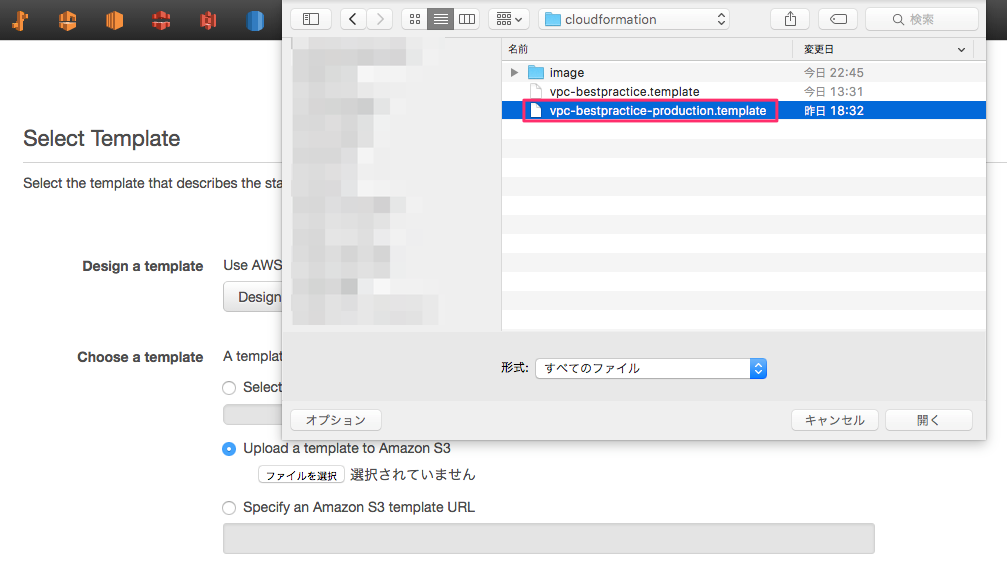 cloudformation
検索
名前
変更日
image
今日 22:45
vpc-bestpractice.template
今日 13:31
vpc-bestpractice-production.template
昨日 18:32
形式:
すべてのファイル
オプション
キャンセル
開く
Select Template
Select the template that describes the sta
Design a template
Use AWS
Design
Choose a template
A templat
Select
Upload a template to Amazon S3
ファイルを選択 選択されていません
Specify an Amazon S3 template URL